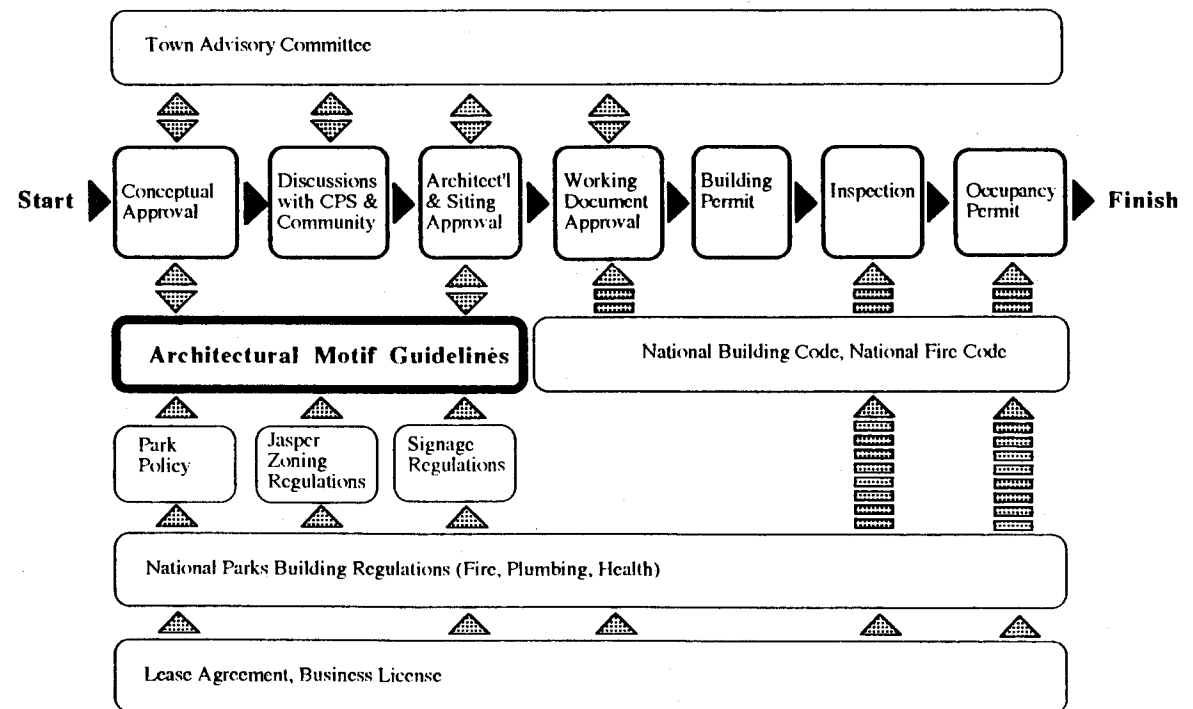 Town Advisory Committee
Start
Conceptual
Approval
Discussions
with CPS &
Community
Architect'l
& Siting
Approval
Working
Document
Approval
Building
Permit
Inspection
Occupancy
Permit
Finish
Architectural Motif Guidelines
National Building Code, National Fire Code
Park
Policy
Jasper
Zoning
Regulations
Signage
Regulations
National Parks Building Regulations (Fire, Plumbing, Health)
Lease Agreement, Business License